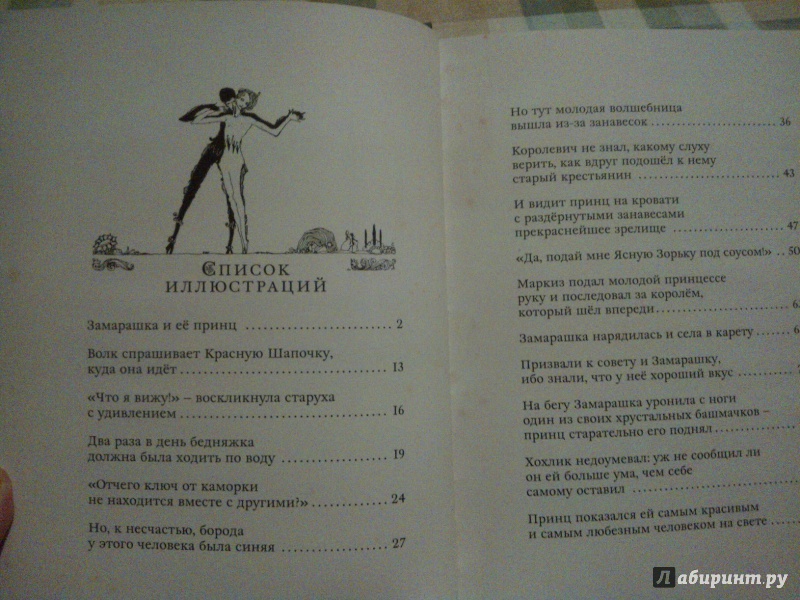 Список
иллюстраций
Замарашка и её принц .......................... 2
Волк спрашивает Красную Шапочку,
куда она идёт ..................................... 13
«Что я вижу!» – воскликнула старуха
с удивлением ..................................... 16
Два раза в день бедняжка
должна была ходить по воду .................. 19
«Отчего ключ от каморки
не находится вместе с другими?» ............ 24
Но, к несчастью, борода
у этого человека была синяя .................. 27
Но тут молодая волшебница
вышла из-за занавесок ........................ 36
Королевич не знал, какому слуху
верить, как вдруг подошёл к нему
старый крестьянин ............................. 43
И видит принц на кровати
с раздёрнутыми занавесами
прекраснейшее зрелище ...................... 47
«Да, подай мне Ясную Зорьку под соусом!» ... 50
Маркиз подал молодой принцессе
руку и последовал за королём,
который шёл впереди ......................... 6
Замарашка нарядилась и села в карету ...... 6
Призвали к совету и Замарашку,
ибо знали, что у неё хороший вкус ..........
На бегу Замарашка уронила с ноги
один из своих хрустальных башмачков –
принц старательно его поднял ..............
Хохлик недоумевал: уж не сообщил ли
он ей больше ума, чем себе
самому оставил ..............................
Принц показался ей самым красивым
и самым любезным человеком на свете ....
Лабиринт.ру